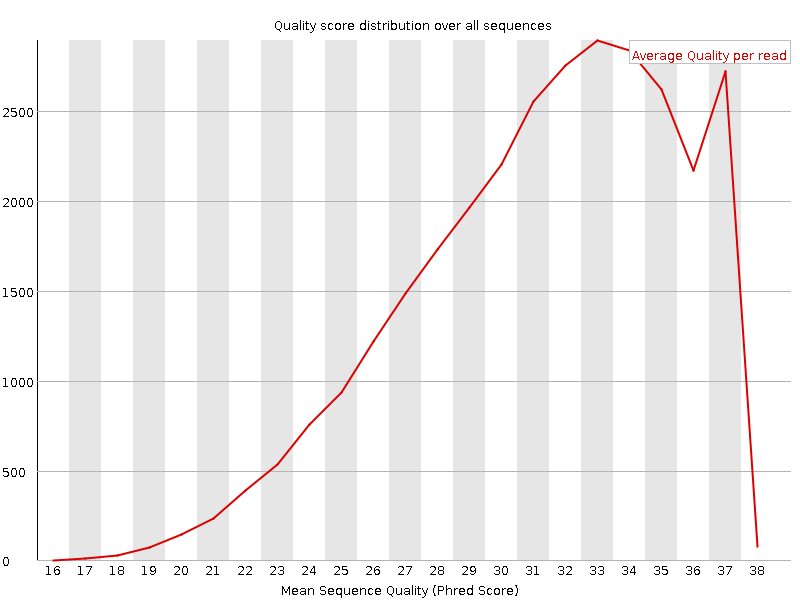 Quality score distribution over all sequences
Average Quality per read
2500
2000
1500
1000
500
0
16 17 18 19 20 21 22 23 24 25 26 27 28 29 30 31 32 33 34 35 36 37 38
Mean Sequence Quality (Phred Score)